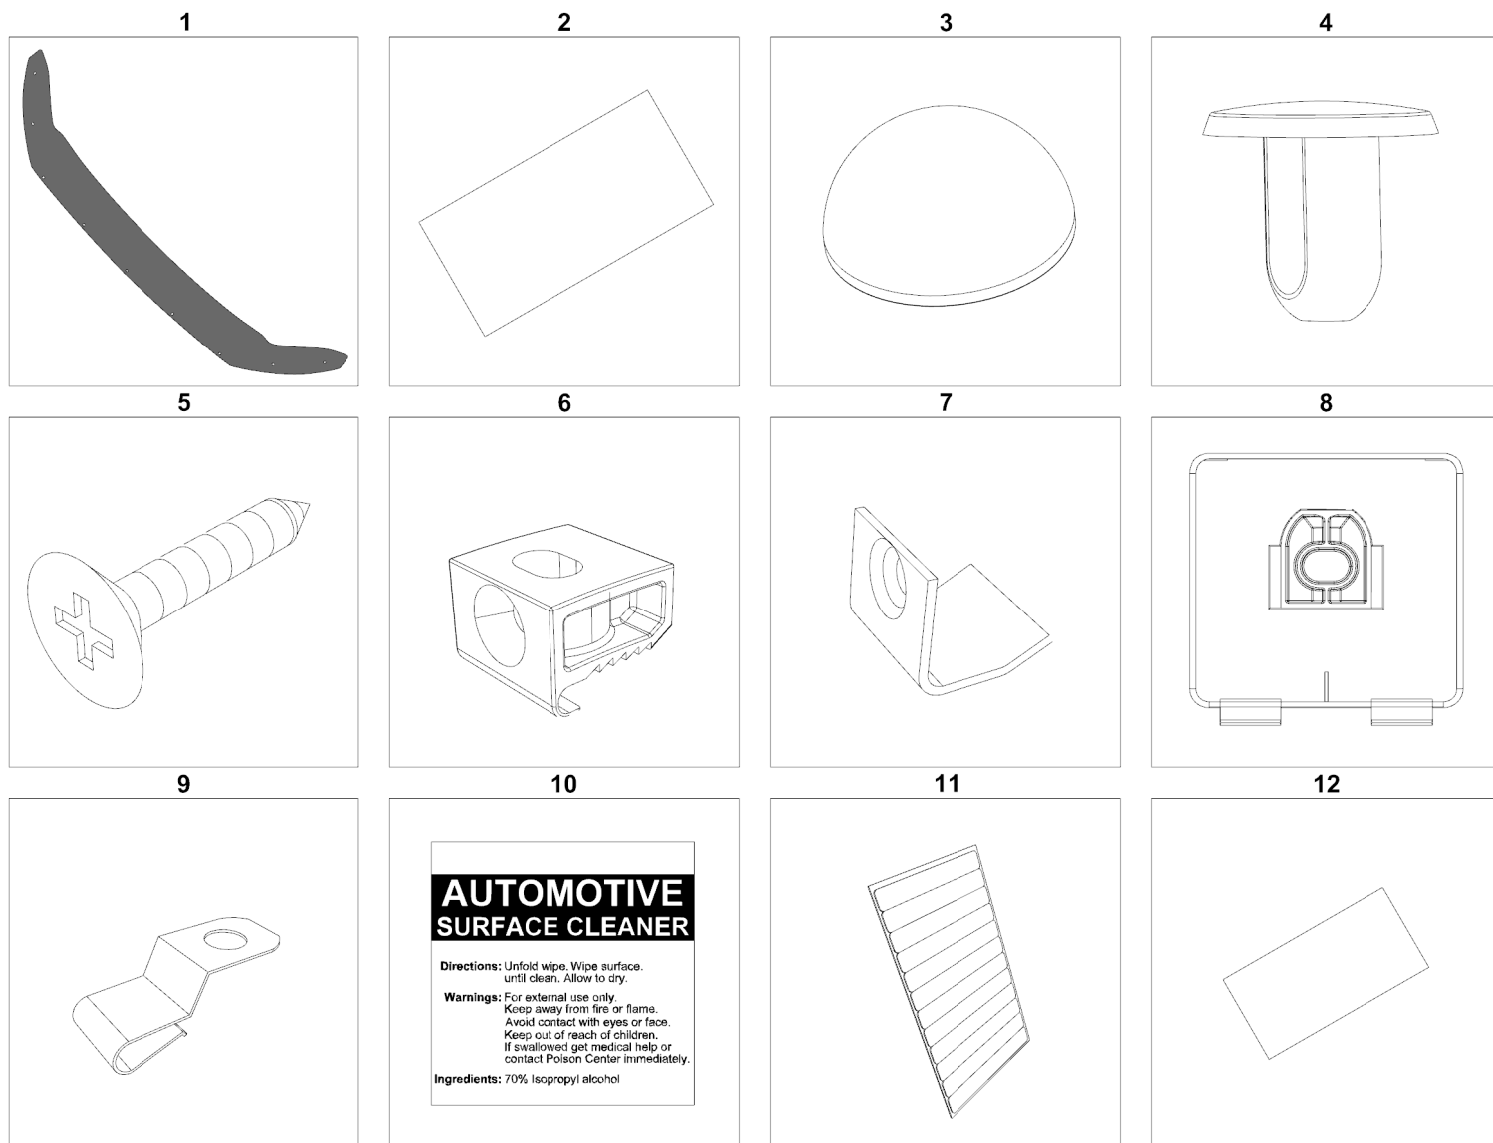 1
2
3
4
5
6
7
8
9
10
11
12
AUTOMOTIVE
SURFACE CLEANER
Directions: Unfold wipe. Wipe surface.
until clean. Allow to dry.
Warnings: For external use only.
Keep away from fire or flame.
Avoid contact with eyes or face.
Keep out of reach of children.
If swallowed get medical help or
contact Poison Center immediately.
Ingredients: 70% Isopropyl alcohol